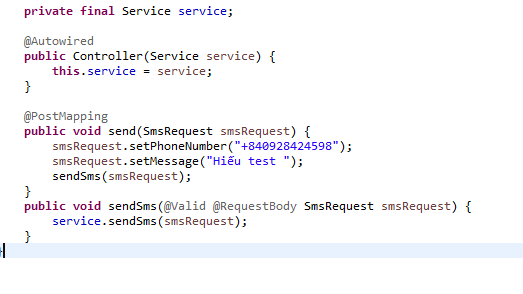 private final Service service;
@Autowired
public Controller(Service service) {
this.service = service;
}
@PostMapping
public void send(SmsRequest smsRequest) {
smsRequest.setPhoneNumber("+840928424598");
smsRequest.setMessage("Hiếu test ");
sendSms(smsRequest);
}
public void sendSms(@Valid @RequestBody SmsRequest smsRequest) {
service.sendSms(smsRequest);
}
}